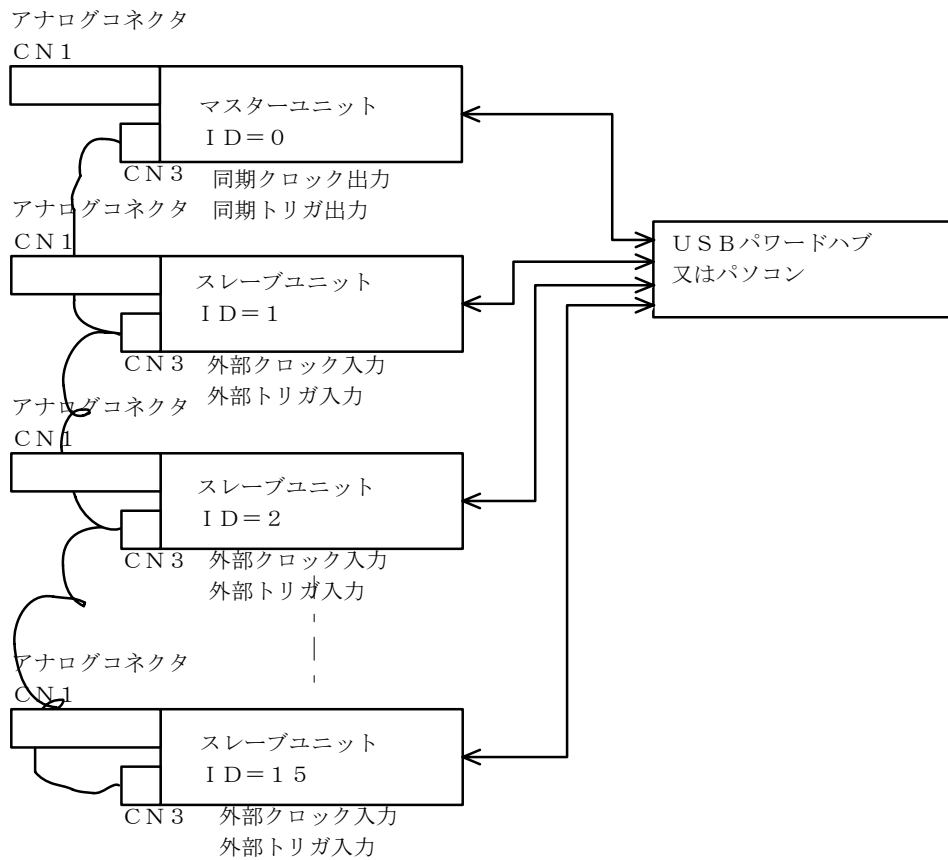 アナログコネクタ
ＣＮ１
マスターユニット
ＩＤ＝０
ＣＮ３ 同期クロック出力
同期トリガ出力
アナログコネクタ
ＣＮ１
スレーブユニット
ＩＤ＝１
ＵＳＢパワードハブ
又はパソコン
ＣＮ３ 外部クロック入力
外部トリガ入力
アナログコネクタ
ＣＮ１
スレーブユニット
ＩＤ＝２
ＣＮ３ 外部クロック入力
外部トリガ入力
アナログコネクタ
ＣＮ１
スレーブユニット
ＩＤ＝１５
ＣＮ３ 外部クロック入力
外部トリガ入力